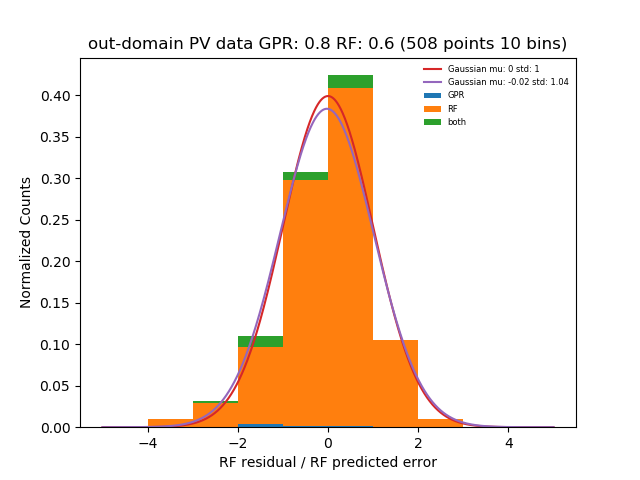 out-domain PV data GPR: 0.8 RF: 0.6 (508 points 10 bins)
Gaussian mu: 0 std: 1
Gaussian mu: -0.02 std: 1.04
GPR
RF
both
0.40
0.35
0.30
0.25
0.20
0.15
0.10
0.05
0.00
Normalized Counts
−4
−2
0
2
4
RF residual / RF predicted error